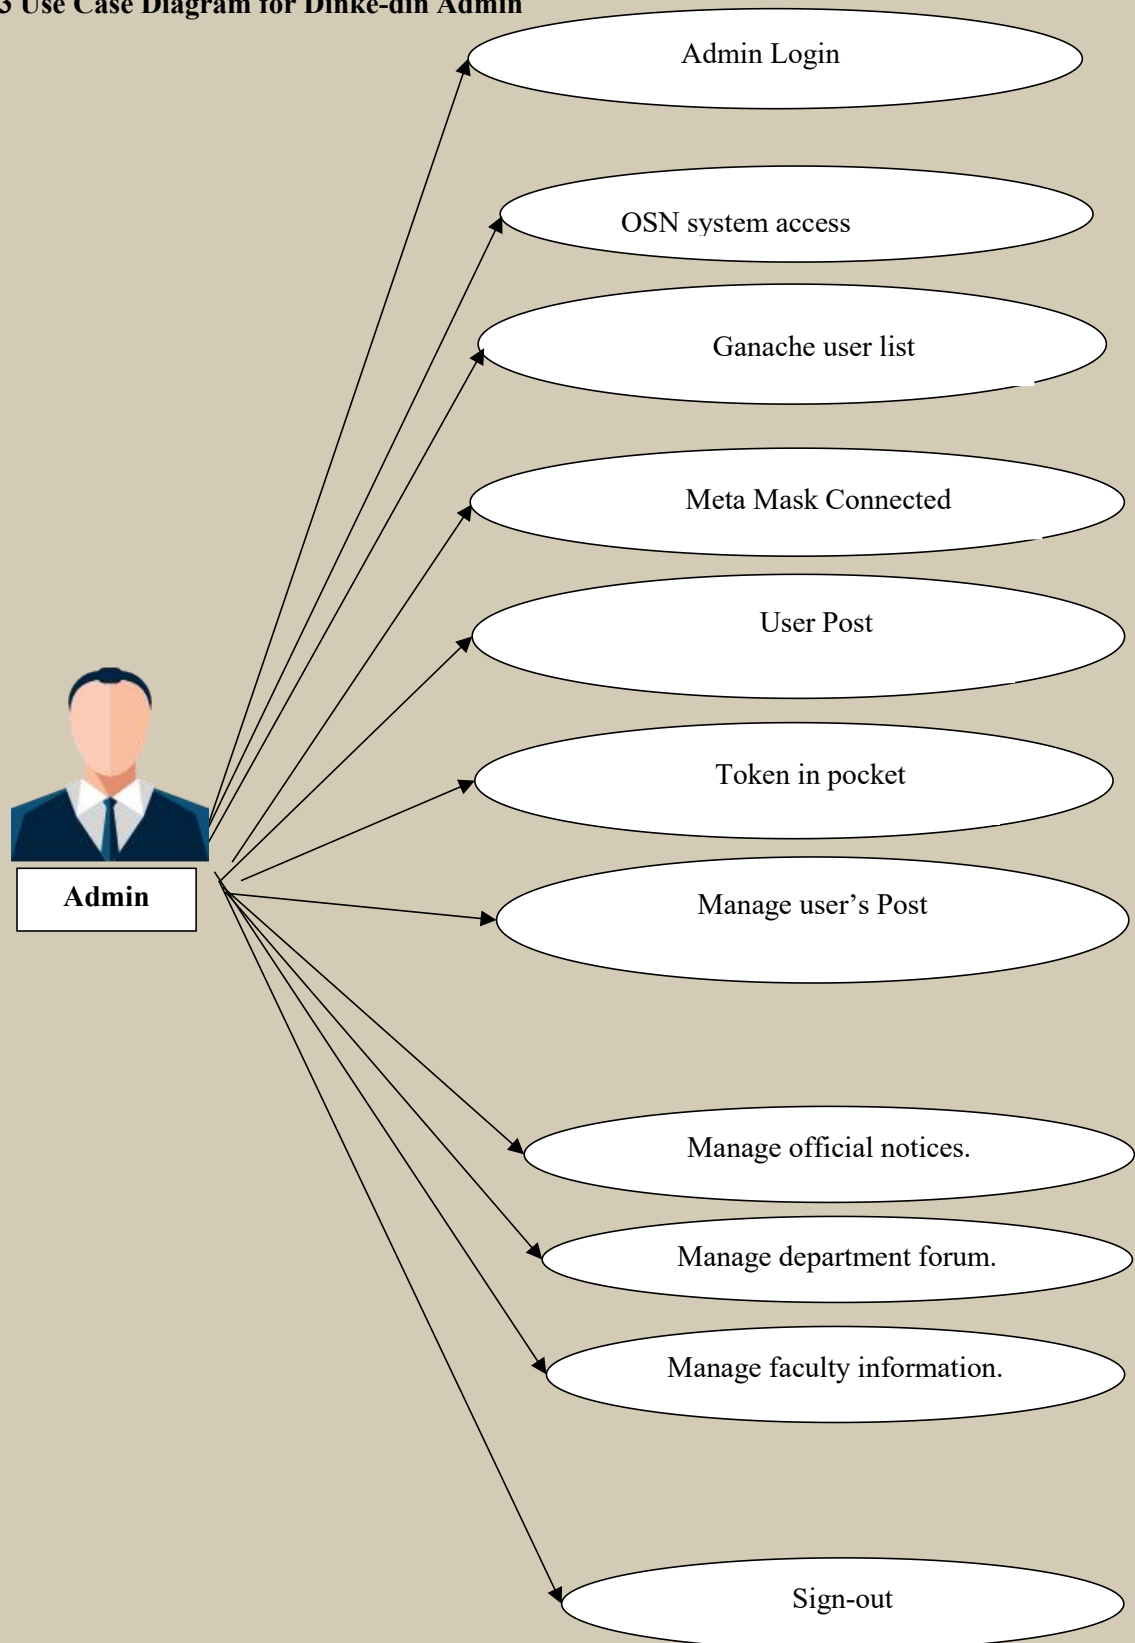 3 Use Case Diagram for Dinke-din Admin
Admin Login
OSN system access
Ganache user list
Meta Mask Connected
User Post
Token in pocket
Admin
Manage user’s Post
Manage official notices.
Manage department forum.
Manage faculty information.
Sign-out